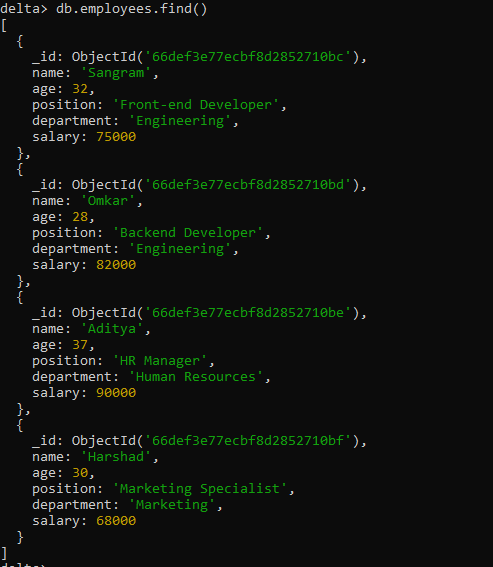 delta> db.employees.find()
[
  {
    _id: ObjectId('66def3e77ecbf8d2852710bc'),
    name: 'Sangram',
    age: 32,
    position: 'Front-end Developer',
    department: 'Engineering',
    salary: 75000
  },
  {
    _id: ObjectId('66def3e77ecbf8d2852710bd'),
    name: 'Omkar',
    age: 28,
    position: 'Backend Developer',
    department: 'Engineering',
    salary: 82000
  },
  {
    _id: ObjectId('66def3e77ecbf8d2852710be'),
    name: 'Aditya',
    age: 37,
    position: 'HR Manager',
    department: 'Human Resources',
    salary: 90000
  },
  {
    _id: ObjectId('66def3e77ecbf8d2852710bf'),
    name: 'Harshad',
    age: 30,
    position: 'Marketing Specialist',
    department: 'Marketing',
    salary: 68000
  }
]
delta>